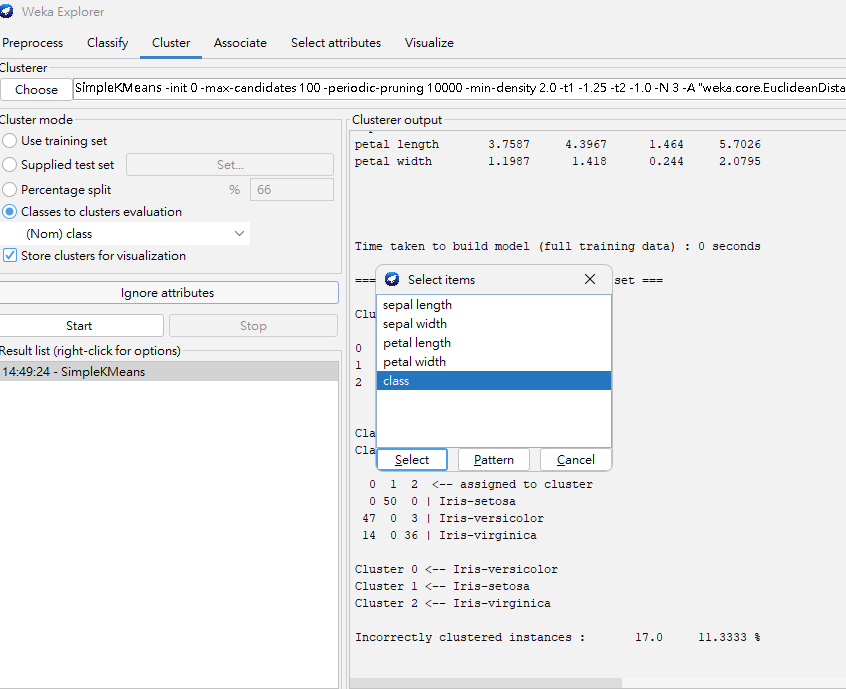 Weka Explorer
Preprocess Classify Cluster Associate Select attributes Visualize
Clusterer
Choose SimpleKMeans -init 0 -max-candidates 100 -periodic-pruning 10000 -min-density 2.0 -t1 -1.25 -t2 -1.0 -N 3 -A "weka.core.EuclideanDista
Cluster mode
Use training set
Supplied test set Set...
Percentage split % 66
Classes to clusters evaluation
(Nom) class
Store clusters for visualization
Ignore attributes
Start Stop
Result list (right-click for options)
14:49:24 - SimpleKMeans
Clusterer output
petal length 3.7587 4.3967 1.464 5.7026
petal width 1.1987 1.418 0.244 2.0795
Time taken to build model (full training data) : 0 seconds
=== set ===
Clu
0
1
2
Cla
Cla
Select items
sepal length
sepal width
petal length
petal width
class
Select Pattern Cancel
0 1 2 <-- assigned to cluster
0 50 0 | Iris-setosa
47 0 3 | Iris-versicolor
14 0 36 | Iris-virginica
Cluster 0 <-- Iris-versicolor
Cluster 1 <-- Iris-setosa
Cluster 2 <-- Iris-virginica
Incorrectly clustered instances : 17.0 11.3333 %